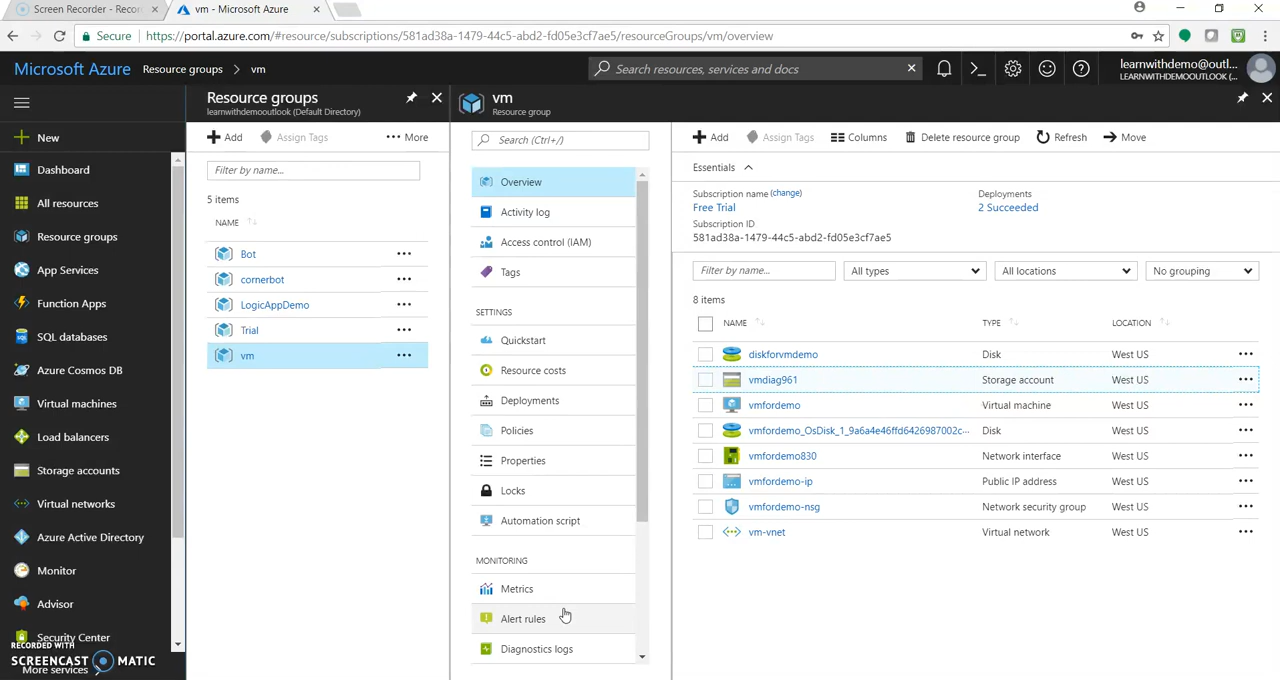 Screen Recorder - Recor
vm - Microsoft Azure
Secure
https://portal.azure.com/#resource/subscriptions/581ad38a-1479-44c5-abd2-fd05e3cf7ae5/resourceGroups/vm/overview
Microsoft Azure
Resource groups > vm
Search resources, services and docs
learnwithdemo@outl...
LEARNWITHDEMOOUTLOOK (...
New
Dashboard
All resources
Resource groups
App Services
Function Apps
SQL databases
Azure Cosmos DB
Virtual machines
Load balancers
Storage accounts
Virtual networks
Azure Active Directory
Monitor
Advisor
Security Center
More services
RECORDED WITH
SCREENCAST MATIC
Resource groups
learnwithdemooutlook (Default Directory)
Add
Assign Tags
More
Filter by name...
5 items
NAME
Bot
cornerbot
LogicAppDemo
Trial
vm
vm
Resource group
Search (Ctrl+/)
Overview
Activity log
Access control (IAM)
Tags
SETTINGS
Quickstart
Resource costs
Deployments
Policies
Properties
Locks
Automation script
MONITORING
Metrics
Alert rules
Diagnostics logs
Add
Assign Tags
Columns
Delete resource group
Refresh
Move
Essentials
Subscription name (change)
Free Trial
Subscription ID
581ad38a-1479-44c5-abd2-fd05e3cf7ae5
Deployments
2 Succeeded
Filter by name...
All types
All locations
No grouping
8 items
NAME TYPE LOCATION
diskforvmdemo Disk West US
vmdiag961 Storage account West US
vmfordemo Virtual machine West US
vmfordemo_OsDisk_1_9a6a4e46ffd6426987002c... Disk West US
vmfordemo830 Network interface West US
vmfordemo-ip Public IP address West US
vmfordemo-nsg Network security group West US
vm-vnet Virtual network West US